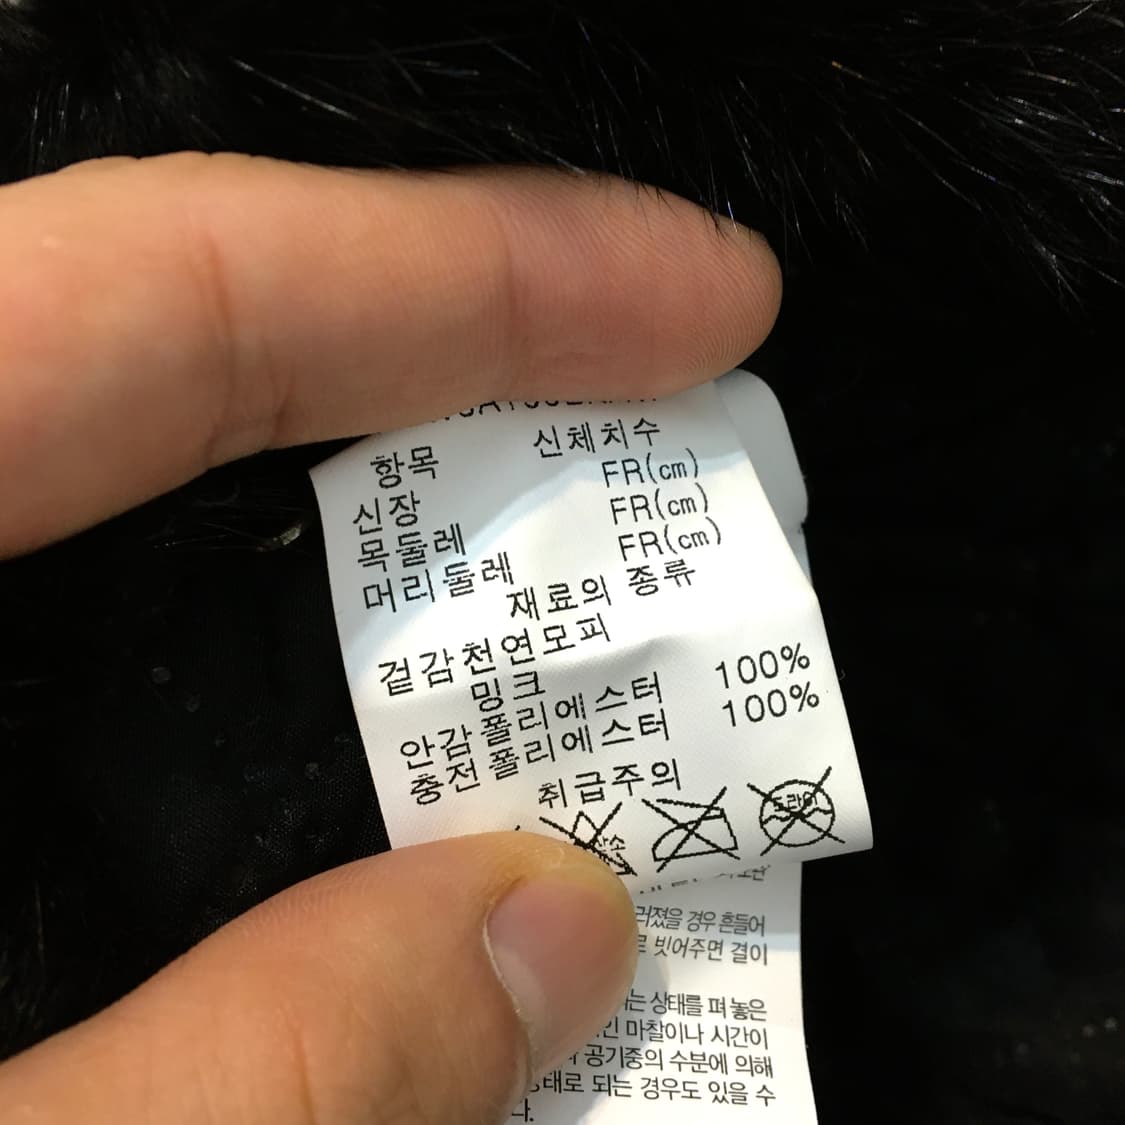 항목 신체치수
신장 FR(cm)
목둘레 FR(cm)
머리둘레 FR(cm)
재료의 종류
겉감천연모피
밍크
안감폴리에스터 100%
충전폴리에스터 100%
취급주의
드라이
경우 흔들어
빗어주면 결이
상태를 펴 놓은
마찰이나 시간이
공기중의 수분에 의해
되는 경우도 있을 수